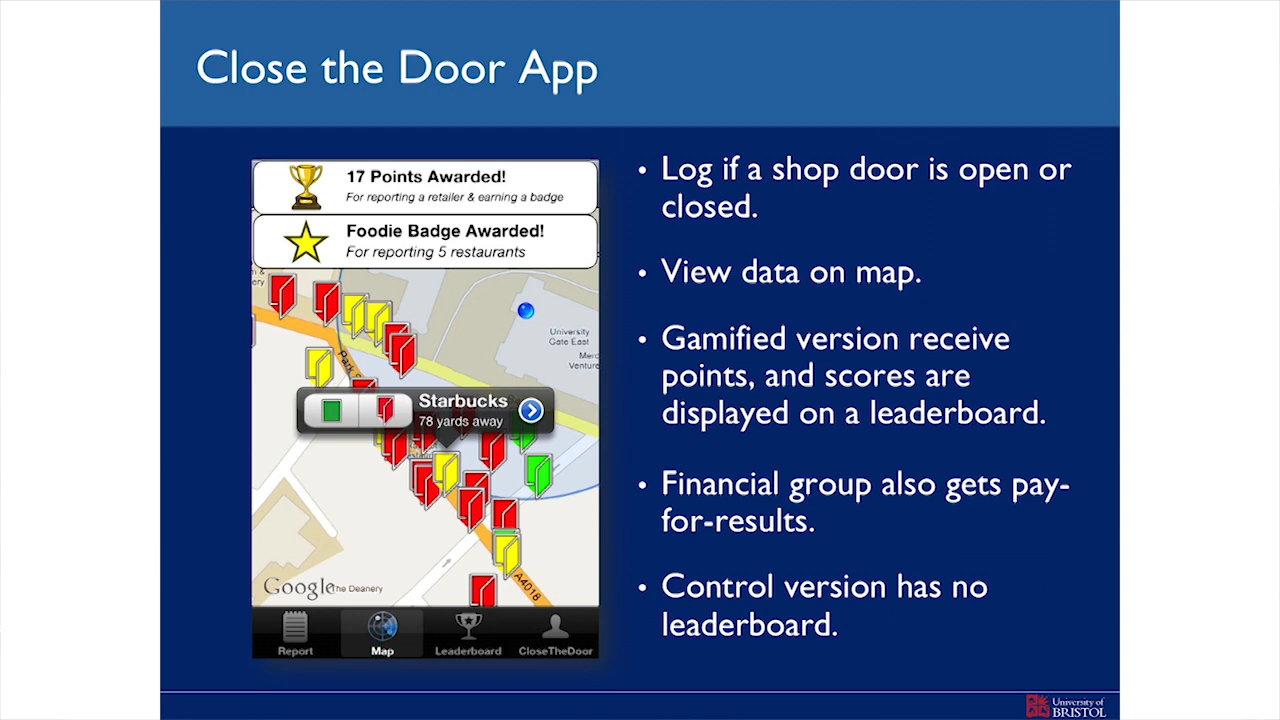 Close the Door App
17 Points Awarded!
For reporting a retailer & earning a badge
Foodie Badge Awarded!
For reporting 5 restaurants
University
Gate East
Park
Starbucks
78 yards away
Google
The Deanery
A4018
Report
Map
Leaderboard
CloseTheDoor
• Log if a shop door is open or
closed.
• View data on map.
• Gamified version receive
points, and scores are
displayed on a leaderboard.
• Financial group also gets pay-
for-results.
• Control version has no
leaderboard.
University of
BRISTOL